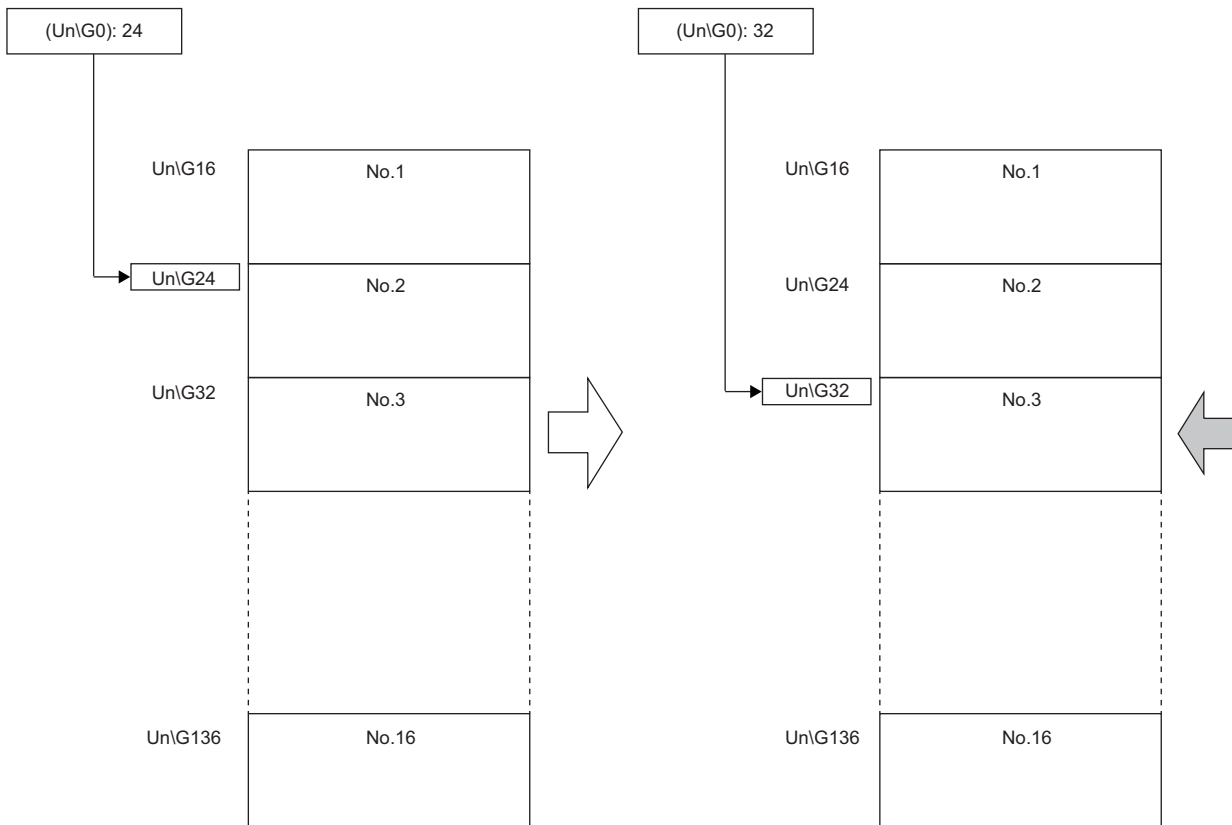 (Un\G0): 24
Un\G16
No.1
Un\G24
No.2
Un\G32
No.3
Un\G136
No.16
(Un\G0): 32
Un\G16
No.1
Un\G24
No.2
Un\G32
No.3
Un\G136
No.16